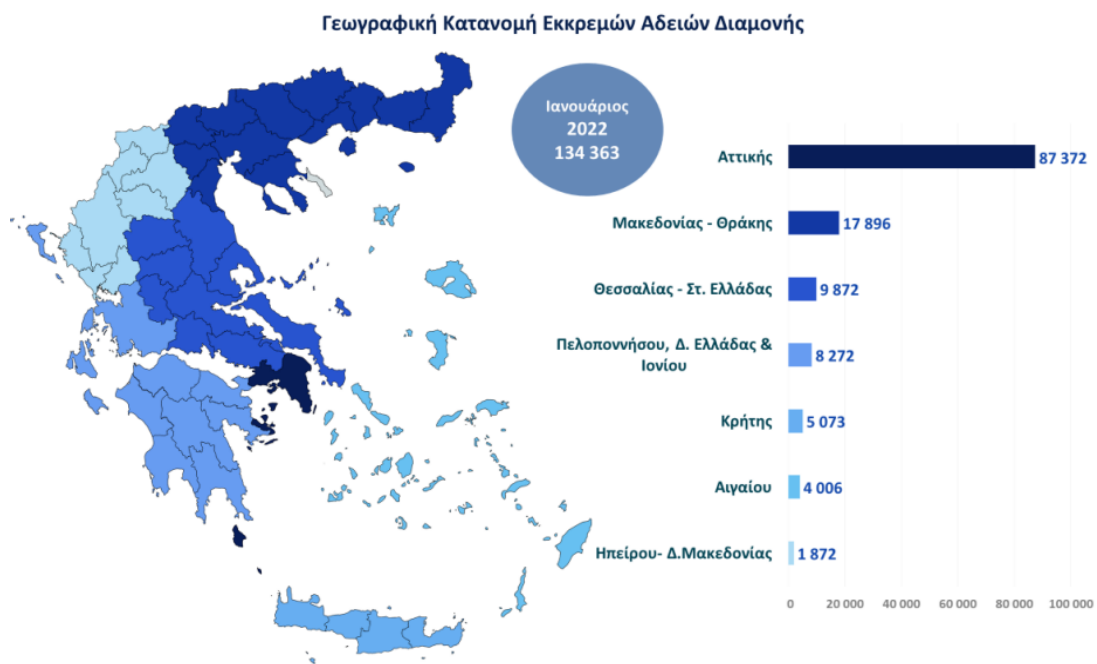 Γεωγραφική Κατανομή Εκκρεμών Αδειών Διαμονής
Ιανουάριος
2022
134 363
Αττικής
87 372
Μακεδονίας - Θράκης
17 896
Θεσσαλίας - Στ. Ελλάδας
9 872
Πελοποννήσου, Δ. Ελλάδας &
Ιονίου
8 272
Κρήτης
5 073
Αιγαίου
4 006
Ηπείρου- Δ.Μακεδονίας
1 872
0 20 000 40 000 60 000 80 000 100 000